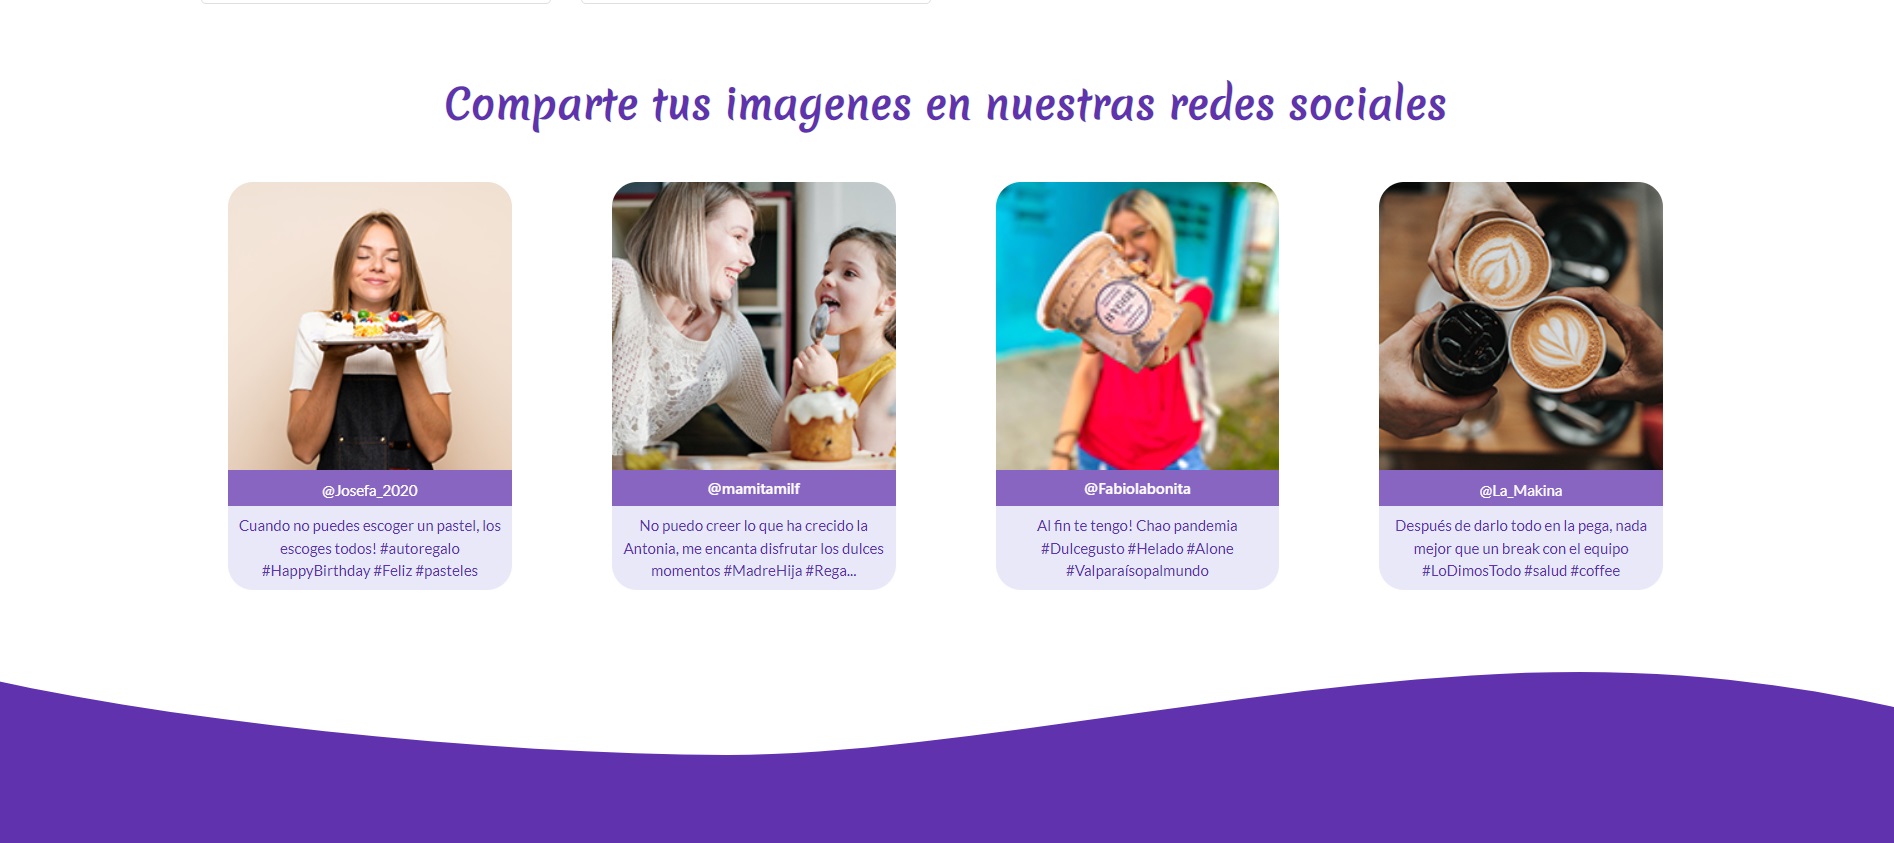 Comparte tus imagenes en nuestras redes sociales
@Josefa_2020
Cuando no puedes escoger un pastel, los
escoges todos! #autoregalo
#HappyBirthday #Feliz #pasteles
@mamitamilf
No puedo creer lo que ha crecido la
Antonia, me encanta disfrutar los dulces
momentos #MadreHija #Rega...
@Fabiolabonita
Al fin te tengo! Chao pandemia
#Dulcegusto #Helado #Alone
#Valparaísopalmundo
@La_Makina
Después de darlo todo en la pega, nada
mejor que un break con el equipo
#LoDimosTodo #salud #coffee